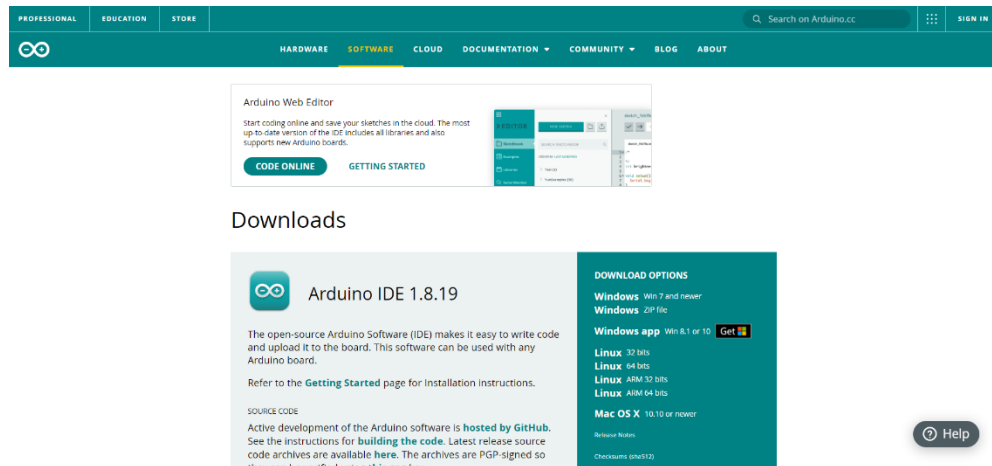 PROFESSIONAL EDUCATION STORE Search on Arduino.cc SIGN IN
HARDWARE SOFTWARE CLOUD DOCUMENTATION COMMUNITY BLOG ABOUT
Arduino Web Editor
Start coding online and save your sketches in the cloud. The most
up-to-date version of the IDE includes all libraries and also
supports new Arduino boards.
CODE ONLINE GETTING STARTED
EDITOR
Downloads
Arduino IDE 1.8.19
The open-source Arduino Software (IDE) makes it easy to write code
and upload it to the board. This software can be used with any
Arduino board.
Refer to the Getting Started page for Installation instructions.
SOURCE CODE
Active development of the Arduino software is hosted by GitHub.
See the instructions for building the code. Latest release source
code archives are available here. The archives are PGP-signed so
DOWNLOAD OPTIONS
Windows Win 7 and newer
Windows ZIP file
Windows app Win 8.1 or 10 Get
Linux 32 bits
Linux 64 bits
Linux ARM 32 bits
Linux ARM 64 bits
Mac OS X 10.10 or newer
Release Notes
Checksums (sha512)
Help